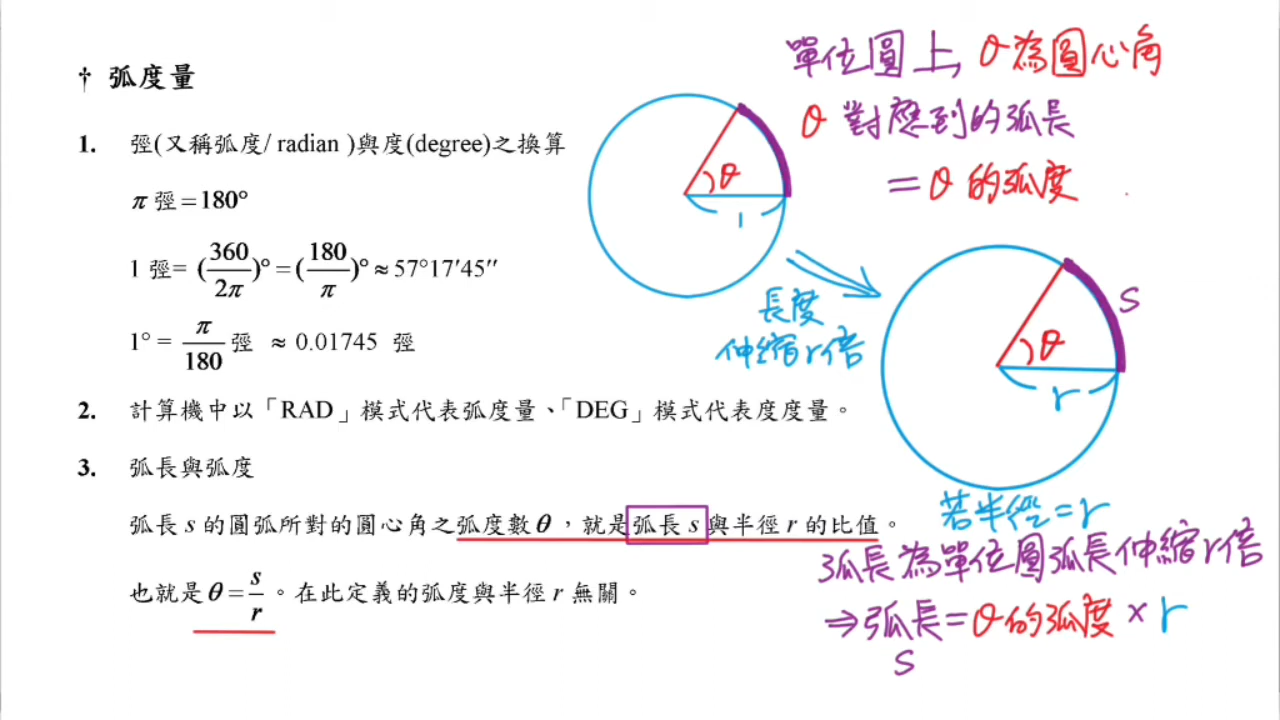 † 弧度量
1. 弳(又稱弧度/ radian )與度(degree)之換算
π 弳 = 180°
1 弳= (360/2π)° = (180/π)° ≈ 57°17′45″
1° = π/180 弳 ≈ 0.01745 弳
2. 計算機中以「RAD」模式代表弧度量、「DEG」模式代表度度量。
3. 弧長與弧度
弧長 s 的圓弧所對的圓心角之弧度數 θ，就是弧長 s 與半徑 r 的比值。
也就是 θ = s/r 。在此定義的弧度與半徑 r 無關。
單位圓上, θ 為圓心角
θ 對應到的弧長
= θ 的弧度
θ
1
長度
伸縮 r 倍
s
θ
r
若半徑 = r
弧長為單位圓弧長伸縮 r 倍
⇒ 弧長 = θ 的弧度 × r
s